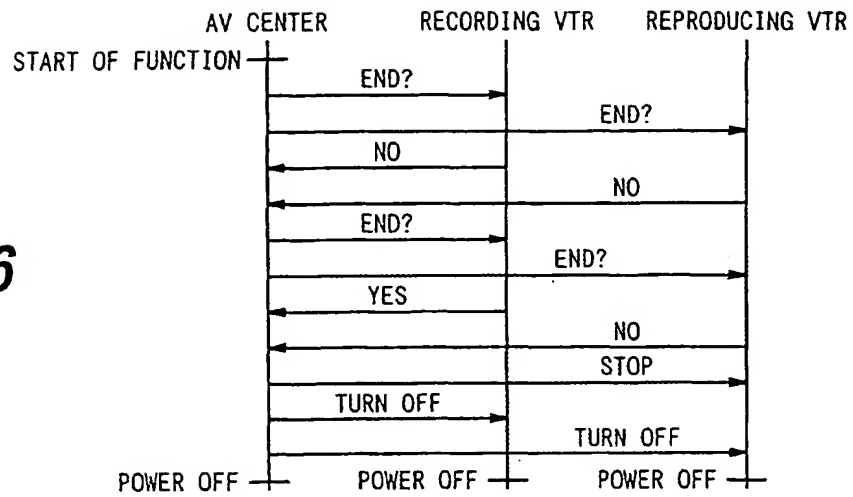 AV CENTER RECORDING VTR REPRODUCING VTR
START OF FUNCTION
END?
END?
NO
NO
END?
6
END?
YES
NO
STOP
TURN OFF
TURN OFF
POWER OFF POWER OFF POWER OFF